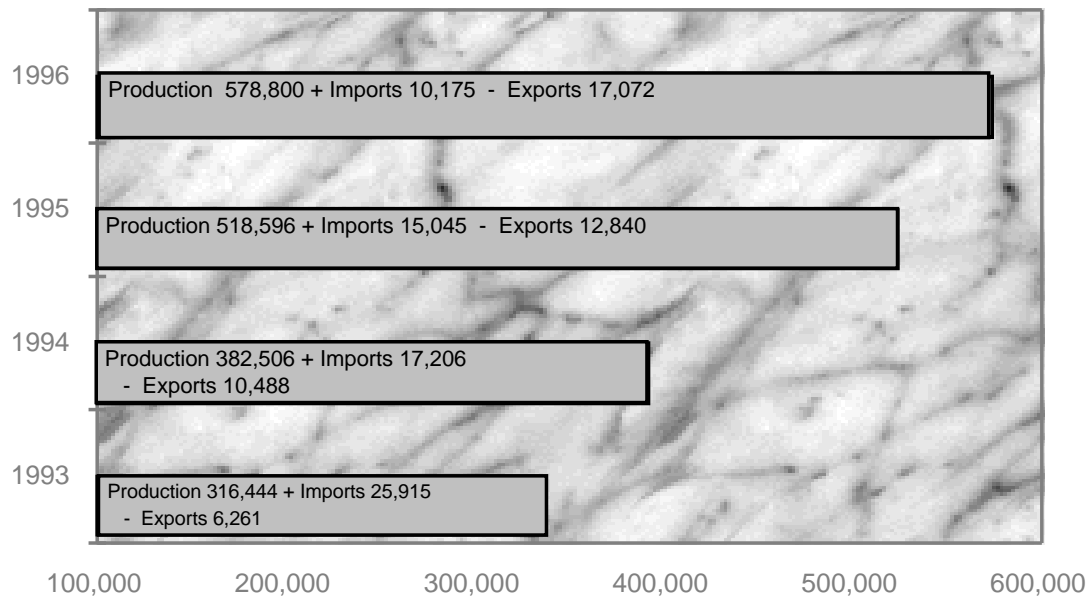 1996
Production 578,800 + Imports 10,175 - Exports 17,072
1995
Production 518,596 + Imports 15,045 - Exports 12,840
1994
Production 382,506 + Imports 17,206
- Exports 10,488
1993
Production 316,444 + Imports 25,915
- Exports 6,261
100,000 200,000 300,000 400,000 500,000 600,000